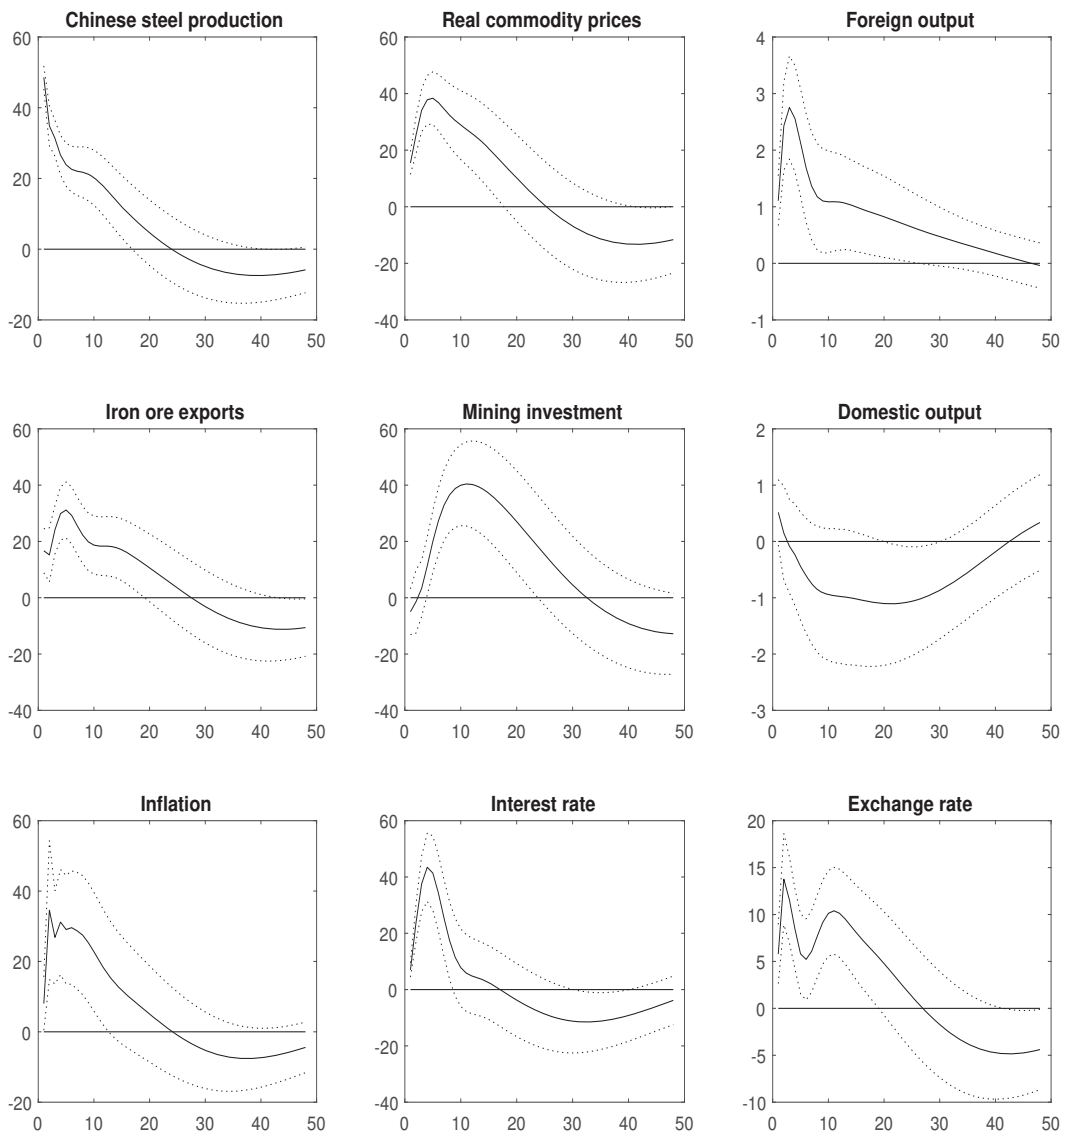 Chinese steel production
60
40
20
0
-20
0 10 20 30 40 50
Real commodity prices
60
40
20
0
-20
-40
0 10 20 30 40 50
Foreign output
4
3
2
1
0
-1
0 10 20 30 40 50
Iron ore exports
60
40
20
0
-20
-40
0 10 20 30 40 50
Mining investment
60
40
20
0
-20
-40
0 10 20 30 40 50
Domestic output
2
1
0
-1
-2
-3
0 10 20 30 40 50
Inflation
60
40
20
0
-20
0 10 20 30 40 50
Interest rate
60
40
20
0
-20
-40
0 10 20 30 40 50
Exchange rate
20
15
10
5
0
-5
-10
0 10 20 30 40 50